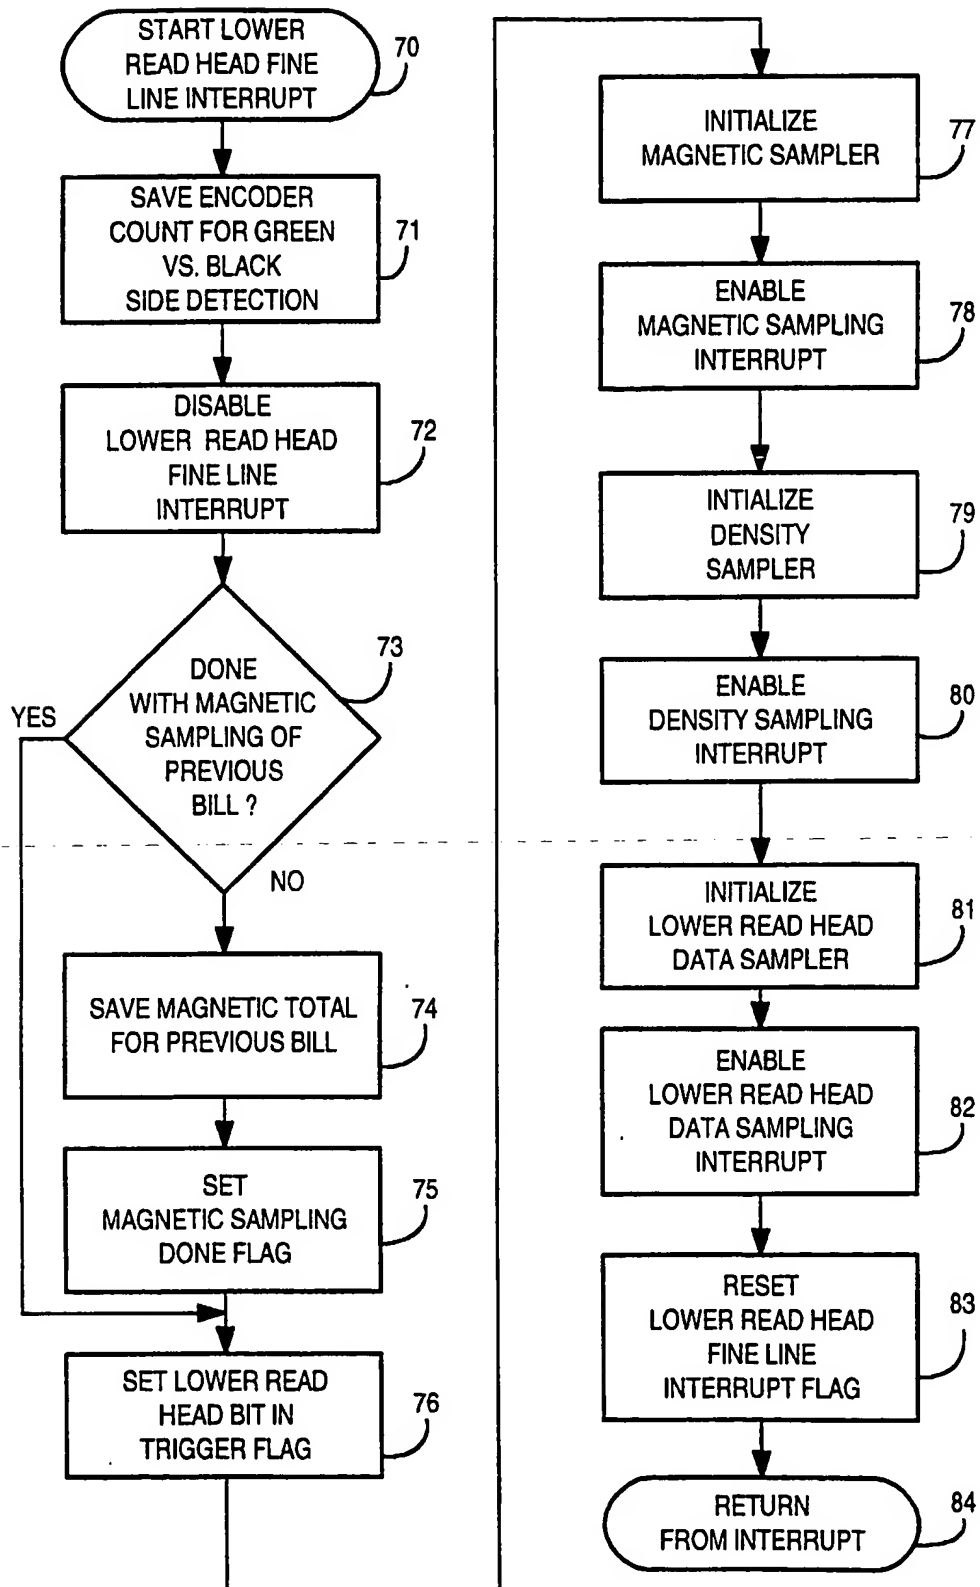 START LOWER
READ HEAD FINE
LINE INTERRUPT
70
SAVE ENCODER
COUNT FOR GREEN
VS. BLACK
SIDE DETECTION
71
DISABLE
LOWER READ HEAD
FINE LINE
INTERRUPT
72
DONE
WITH MAGNETIC
SAMPLING OF
PREVIOUS
BILL ?
73
YES
NO
SAVE MAGNETIC TOTAL
FOR PREVIOUS BILL
74
SET
MAGNETIC SAMPLING
DONE FLAG
75
SET LOWER READ
HEAD BIT IN
TRIGGER FLAG
76
INITIALIZE
MAGNETIC SAMPLER
77
ENABLE
MAGNETIC SAMPLING
INTERRUPT
78
INTIALIZE
DENSITY
SAMPLER
79
ENABLE
DENSITY SAMPLING
INTERRUPT
80
INITIALIZE
LOWER READ HEAD
DATA SAMPLER
81
ENABLE
LOWER READ HEAD
DATA SAMPLING
INTERRUPT
82
RESET
LOWER READ HEAD
FINE LINE
INTERRUPT FLAG
83
RETURN
FROM INTERRUPT
84